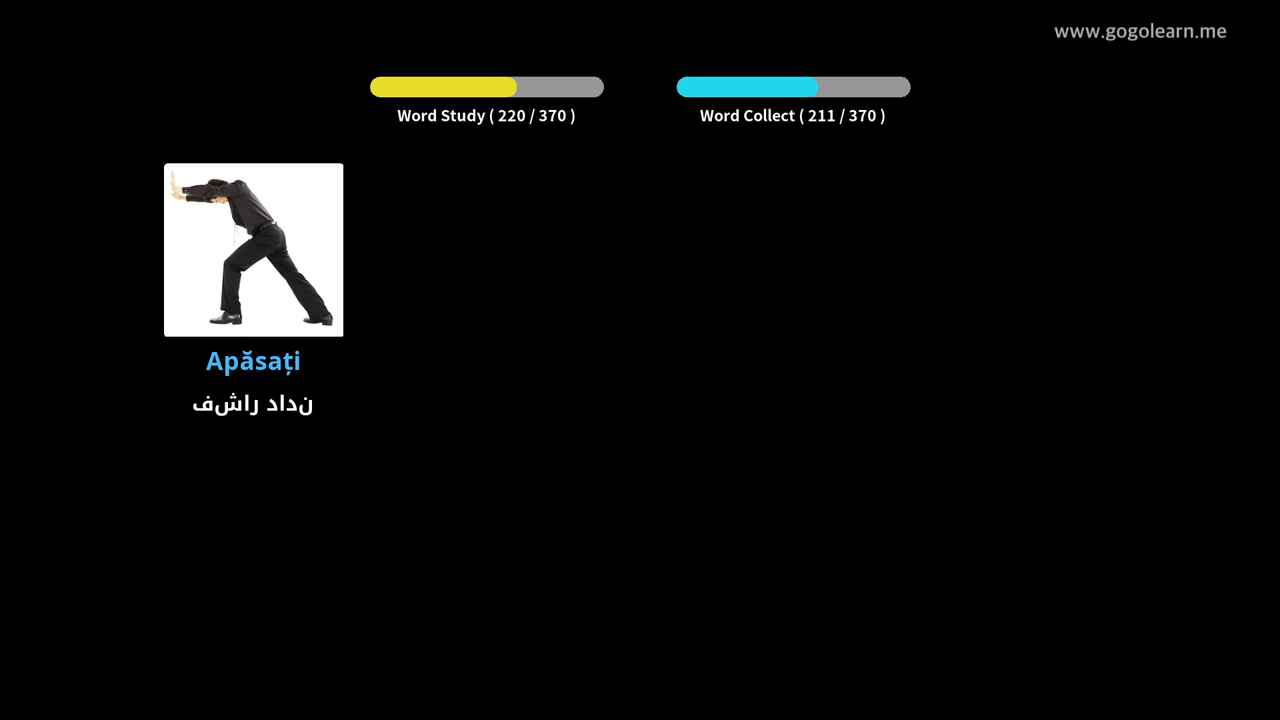 www.gogolearn.me
Word Study ( 220 / 370 )
Word Collect ( 211 / 370 )
Apăsați
فشار دادن